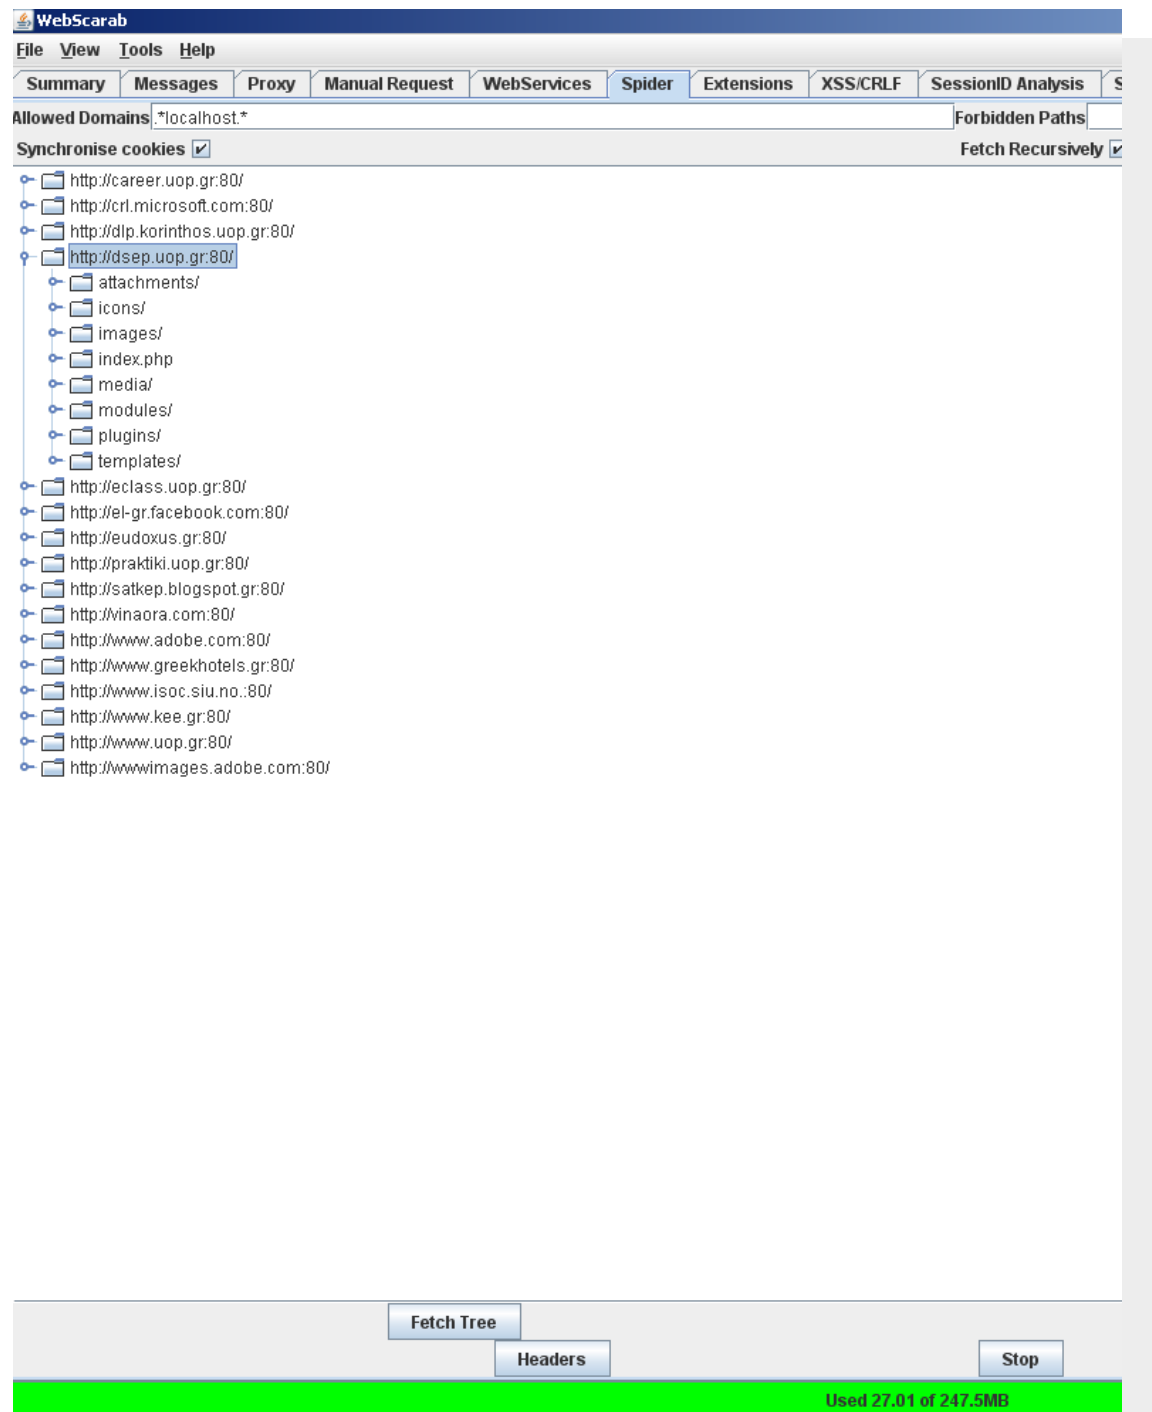 WebScarab
File View Tools Help
Summary Messages Proxy Manual Request WebServices Spider Extensions XSS/CRLF SessionID Analysis S
Allowed Domains .*localhost.* Forbidden Paths
Synchronise cookies Fetch Recursively
http://career.uop.gr:80/
http://crl.microsoft.com:80/
http://dlp.korinthos.uop.gr:80/
http://dsep.uop.gr:80/
attachments/
icons/
images/
index.php
media/
modules/
plugins/
templates/
http://eclass.uop.gr:80/
http://el-gr.facebook.com:80/
http://eudoxus.gr:80/
http://praktiki.uop.gr:80/
http://satkep.blogspot.gr:80/
http://vinaora.com:80/
http://www.adobe.com:80/
http://www.greekhotels.gr:80/
http://www.isoc.siu.no.:80/
http://www.kee.gr:80/
http://www.uop.gr:80/
http://wwwimages.adobe.com:80/
Fetch Tree
Headers Stop
Used 27.01 of 247.5MB